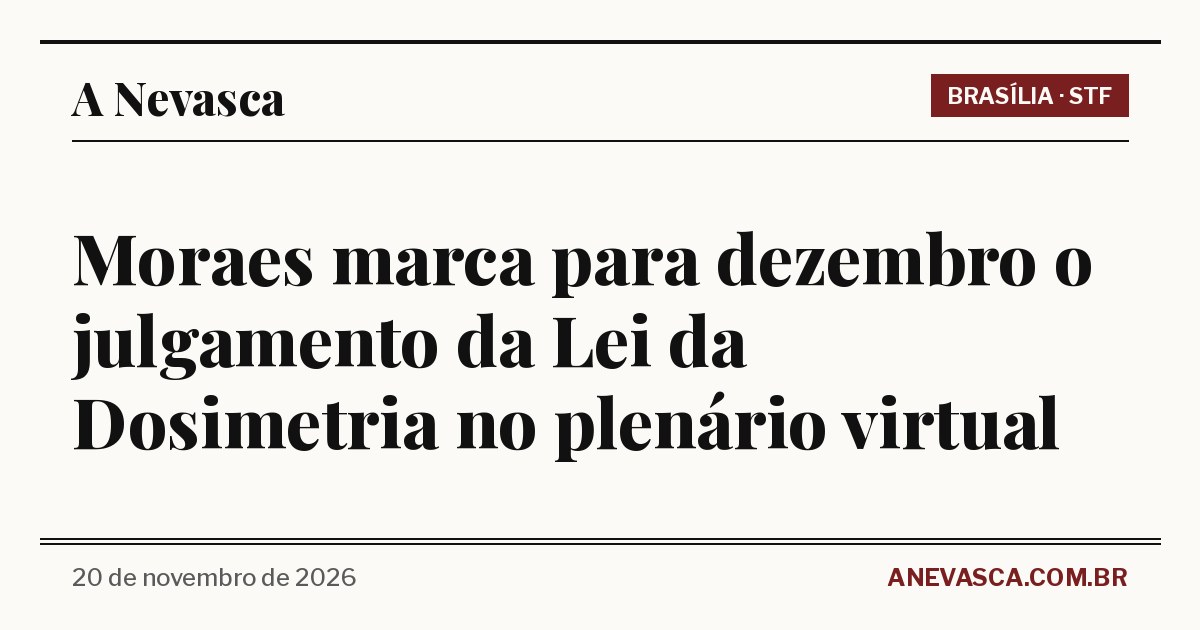 A Nevasca
BRASÍLIA · STF
Moraes marca para dezembro o
julgamento da Lei da
Dosimetria no plenário virtual
20 de novembro de 2026
ANEVASCA.COM.BR